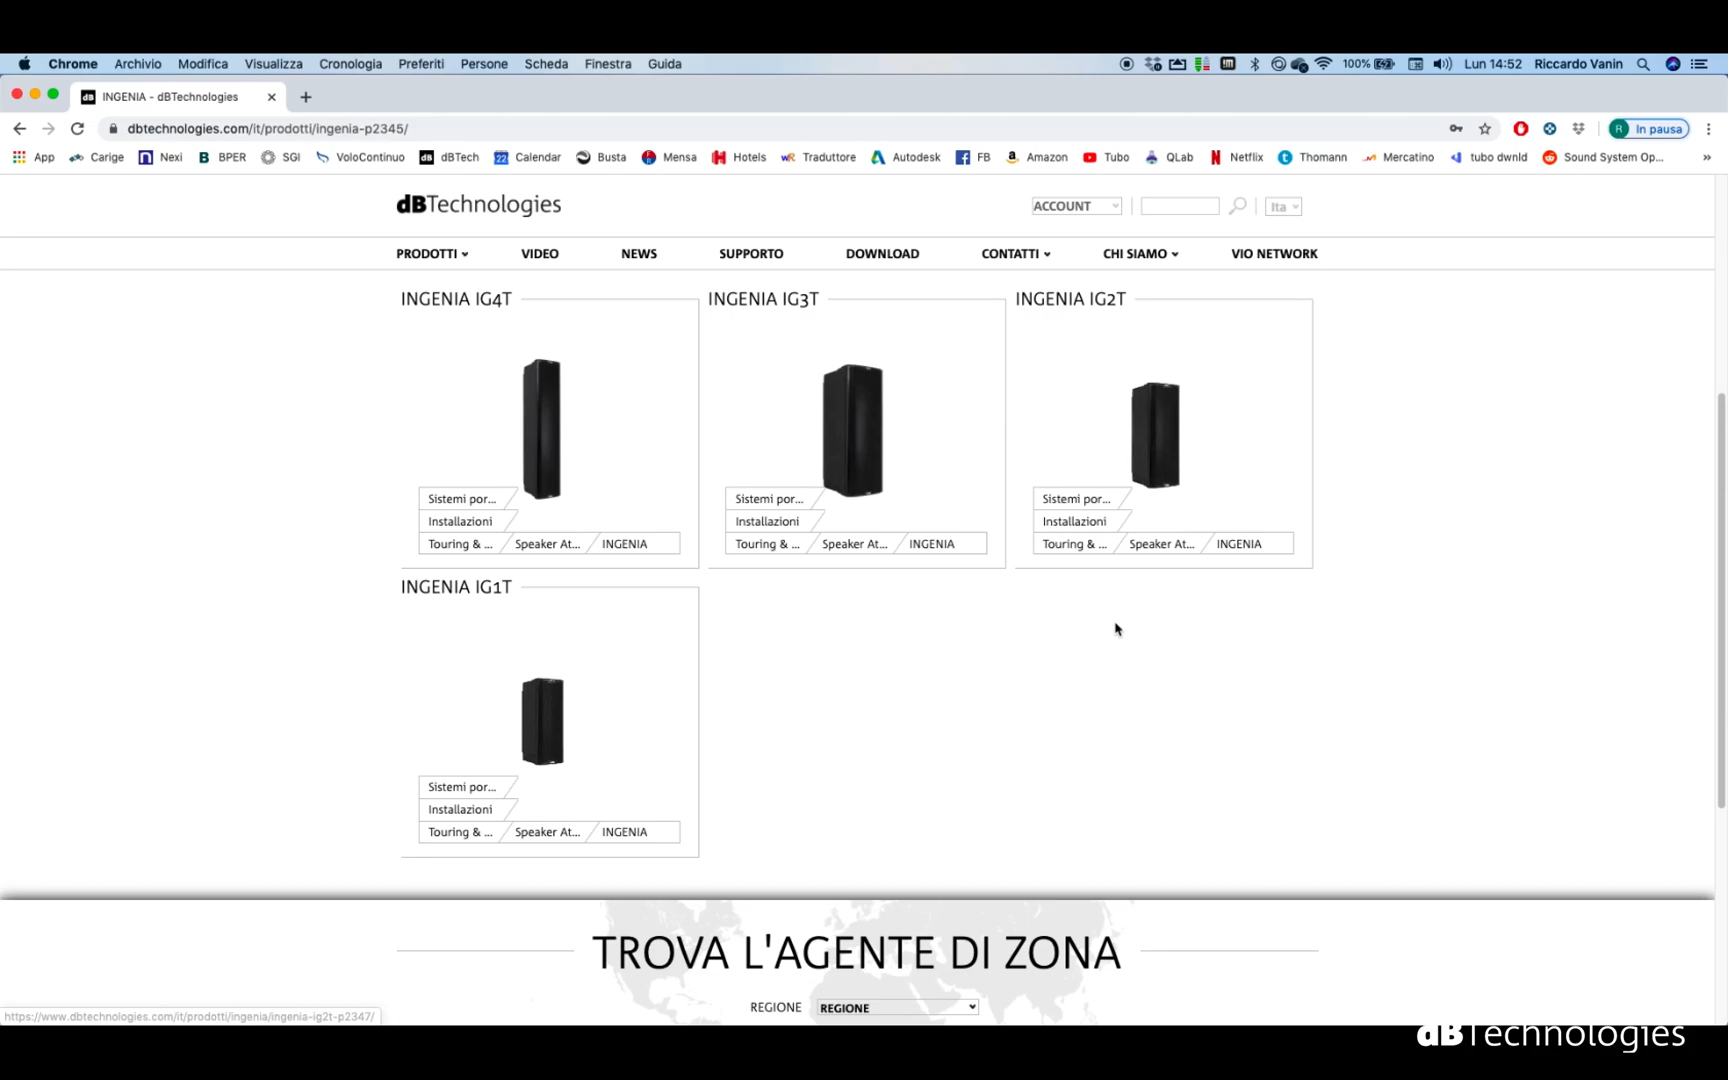 Chrome Archivio Modifica Visualizza Cronologia Preferiti Persone Scheda Finestra Guida 100% Lun 14:52 Riccardo Vanin
INGENIA - dBTechnologies
dbtechnologies.com/it/prodotti/ingenia-p2345/ R In pausa
App Carige Nexi BPER SGI VoloContinuo dBTech Calendar Busta Mensa Hotels Traduttore Autodesk FB Amazon Tubo QLab Netflix Thomann Mercatino tubo dwnld Sound System Op...
dBTechnologies ACCOUNT Ita
PRODOTTI VIDEO NEWS SUPPORTO DOWNLOAD CONTATTI CHI SIAMO VIO NETWORK
INGENIA IG4T INGENIA IG3T INGENIA IG2T
Sistemi por... Sistemi por... Sistemi por...
Installazioni Installazioni Installazioni
Touring & ... Speaker At... INGENIA Touring & ... Speaker At... INGENIA Touring & ... Speaker At... INGENIA
INGENIA IG1T
Sistemi por...
Installazioni
Touring & ... Speaker At... INGENIA
TROVA L'AGENTE DI ZONA
REGIONE REGIONE
https://www.dbtechnologies.com/it/prodotti/ingenia/ingenia-ig2t-p2347/
dBTechnologies